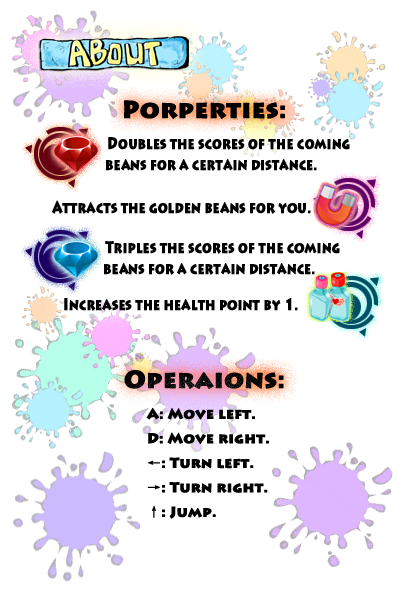 ABOUT
PORPERTIES:
DOUBLES THE SCORES OF THE COMING
BEANS FOR A CERTAIN DISTANCE.
ATTRACTS THE GOLDEN BEANS FOR YOU.
TRIPLES THE SCORES OF THE COMING
BEANS FOR A CERTAIN DISTANCE.
INCREASES THE HEALTH POINT BY 1.
OPERAIONS:
A: MOVE LEFT.
D: MOVE RIGHT.
←: TURN LEFT.
→: TURN RIGHT.
↑: JUMP.